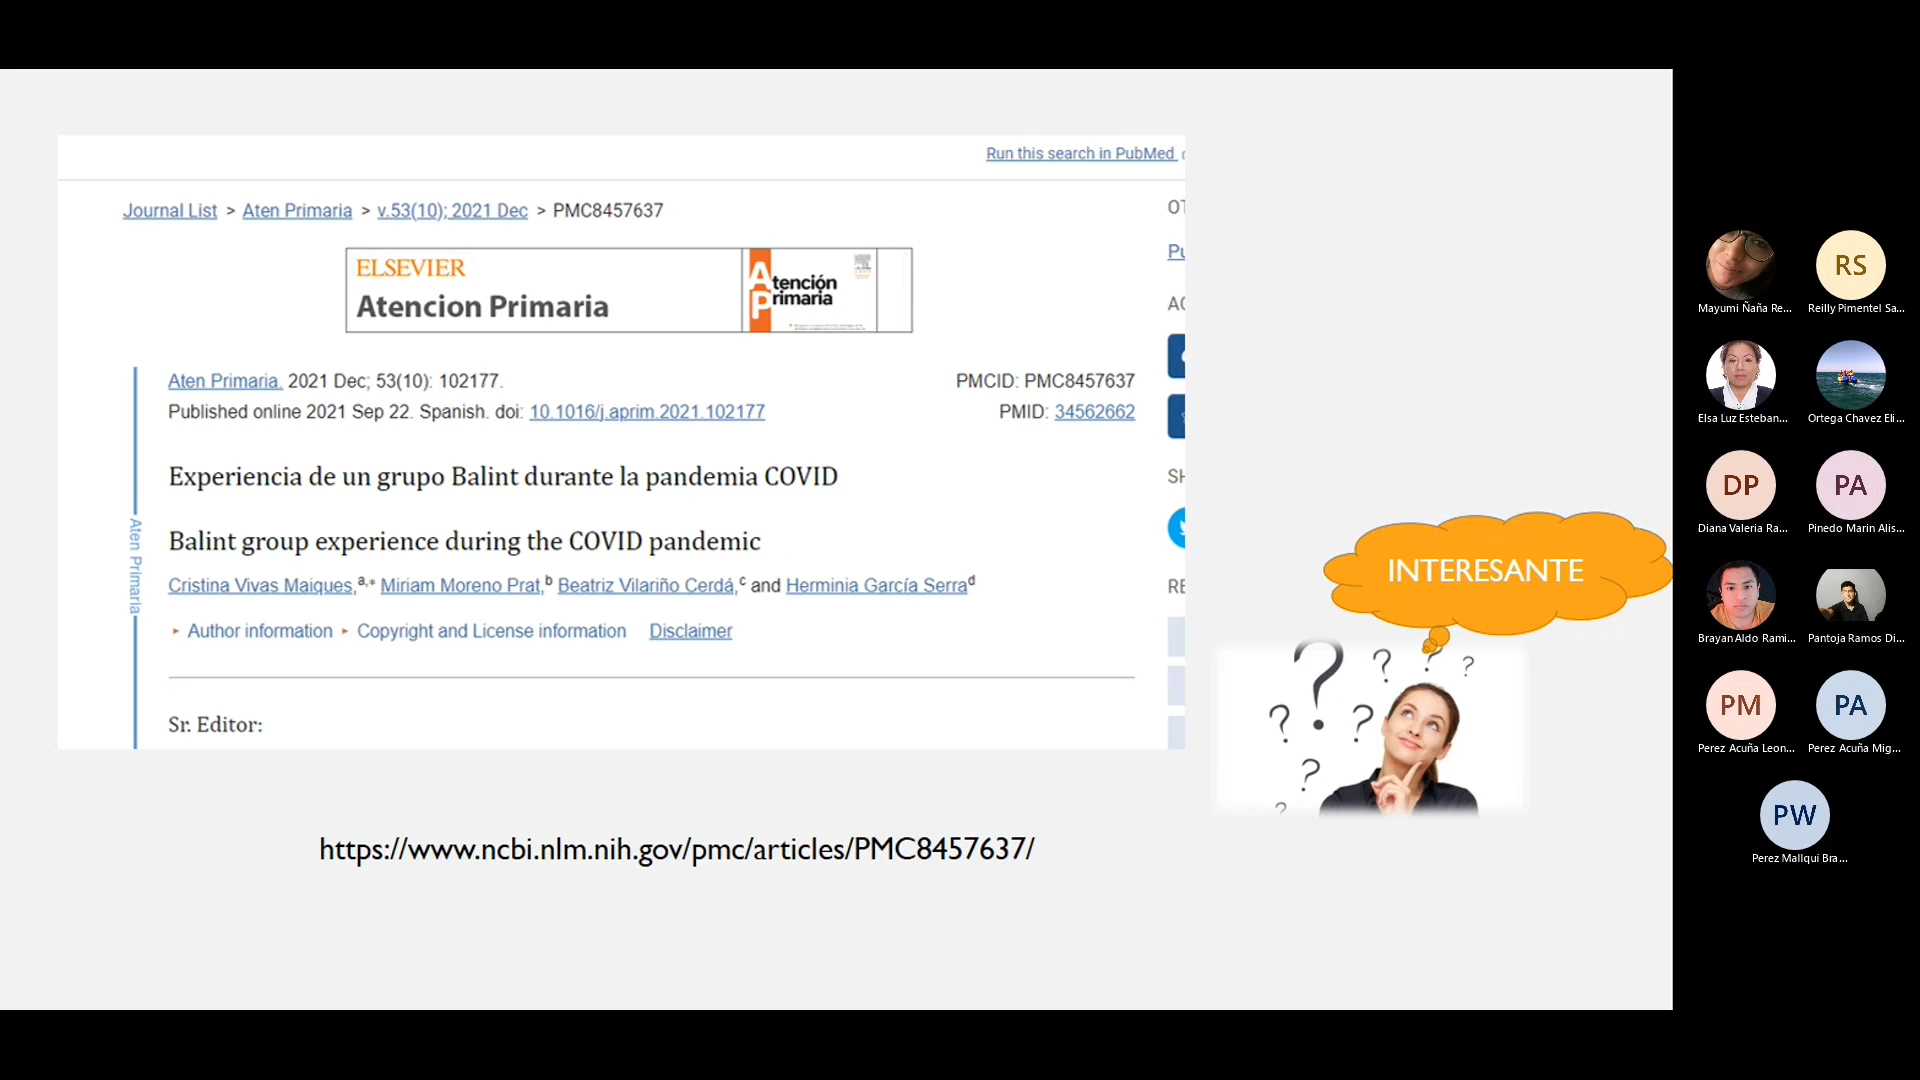 Run this search in PubMed
Journal List > Aten Primaria > v.53(10); 2021 Dec > PMC8457637
ELSEVIER
Atencion Primaria
Atención
Primaria
Aten Primaria. 2021 Dec; 53(10): 102177.
PMCID: PMC8457637
Published online 2021 Sep 22. Spanish. doi: 10.1016/j.aprim.2021.102177
PMID: 34562662
Experiencia de un grupo Balint durante la pandemia COVID
Balint group experience during the COVID pandemic
Cristina Vivas Maiques,a,* Miriam Moreno Prat,b Beatriz Vilariño Cerdá,c and Herminia García Serrad
▸ Author information ▸ Copyright and License information Disclaimer
Sr. Editor:
Aten Primaria
INTERESANTE
? ? ? ?
? ?
?
?
https://www.ncbi.nlm.nih.gov/pmc/articles/PMC8457637/
Mayumi Ñaña Re...
RS
Reilly Pimentel Sa...
Elsa Luz Esteban...
Ortega Chavez Eli...
DP
Diana Valeria Ra...
PA
Pinedo Marin Alis...
Brayan Aldo Rami...
Pantoja Ramos Di...
PM
Perez Acuña Leon...
PA
Perez Acuña Mig...
PW
Perez Mallqui Bra...